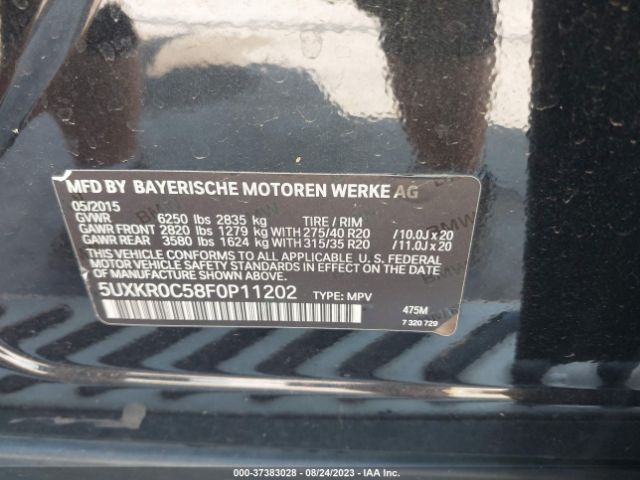 MFD BY BAYERISCHE MOTOREN WERKE AG
05/2015
GVWR 6250 lbs 2835 kg TIRE / RIM
GAWR FRONT 2820 lbs 1279 kg WITH 275/40 R20 /10.0J x 20
GAWR REAR 3580 lbs 1624 kg WITH 315/35 R20 /11.0J x 20
THIS VEHICLE CONFORMS TO ALL APPLICABLE U.S. FEDERAL
MOTOR VEHICLE SAFETY STANDARDS IN EFFECT ON THE DATE
OF MANUFACTURE SHOWN ABOVE.
5UXKR0C58F0P11202 TYPE: MPV
475M
7 320 729
000-37383028 - 08/24/2023 - IAA Inc.